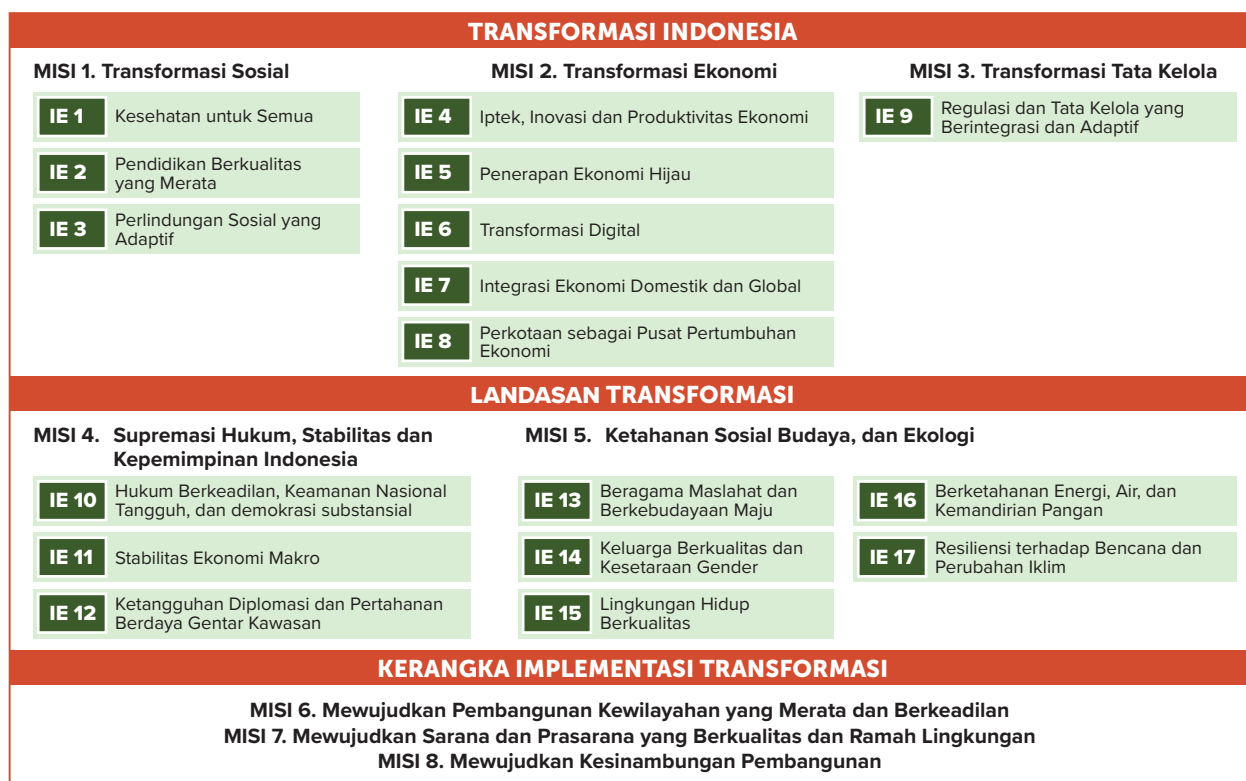 TRANSFORMASI INDONESIA
MISI 1. Transformasi Sosial
IE 1
Kesehatan untuk Semua
IE 2
Pendidikan Berkualitas
yang Merata
IE 3
Perlindungan Sosial yang
Adaptif
MISI 2. Transformasi Ekonomi
IE 4
Iptek, Inovasi dan Produktivitas Ekonomi
IE 5
Penerapan Ekonomi Hijau
IE 6
Transformasi Digital
IE 7
Integrasi Ekonomi Domestik dan Global
IE 8
Perkotaan sebagai Pusat Pertumbuhan
Ekonomi
MISI 3. Transformasi Tata Kelola
IE 9
Regulasi dan Tata Kelola yang
Berintegrasi dan Adaptif
LANDASAN TRANSFORMASI
MISI 4. Supremasi Hukum, Stabilitas dan
Kepemimpinan Indonesia
IE 10
Hukum Berkeadilan, Keamanan Nasional
Tangguh, dan demokrasi substansial
IE 11
Stabilitas Ekonomi Makro
IE 12
Ketangguhan Diplomasi dan Pertahanan
Berdaya Gentar Kawasan
MISI 5. Ketahanan Sosial Budaya, dan Ekologi
IE 13
Beragama Maslahat dan
Berkebudayaan Maju
IE 14
Keluarga Berkualitas dan
Kesetaraan Gender
IE 15
Lingkungan Hidup
Berkualitas
IE 16
Berketahanan Energi, Air, dan
Kemandirian Pangan
IE 17
Resiliensi terhadap Bencana dan
Perubahan Iklim
KERANGKA IMPLEMENTASI TRANSFORMASI
MISI 6. Mewujudkan Pembangunan Kewilayahan yang Merata dan Berkeadilan
MISI 7. Mewujudkan Sarana dan Prasarana yang Berkualitas dan Ramah Lingkungan
MISI 8. Mewujudkan Kesinambungan Pembangunan